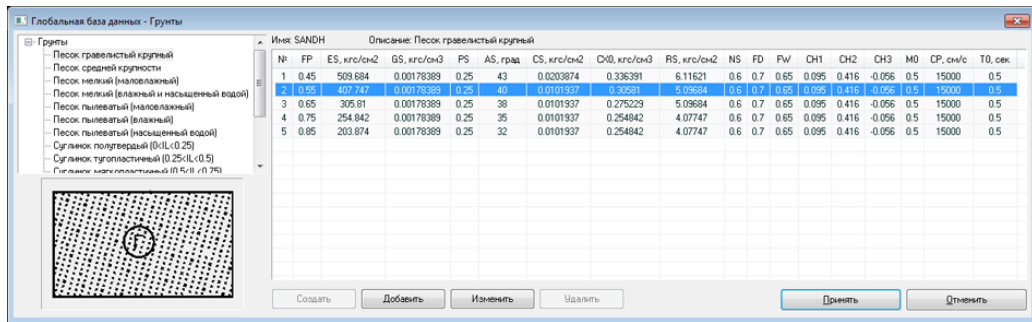 Глобальная база данных - Грунты
Грунты
Песок гравелистый крупный
Песок средней крупности
Песок мелкий (маловлажный)
Песок мелкий (влажный и насыщенный водой)
Песок пылеватый (маловлажный)
Песок пылеватый (влажный)
Песок пылеватый (насыщенный водой)
Суглинок полутвердый (0<IL<0.25)
Суглинок тугопластичный (0.25<IL<0.5)
Суглинок мягкопластичный (0.5<IL<0.75)
Имя: SANDH Описание: Песок гравелистый крупный
№ FP ES, кгс/см2 GS, кгс/см3 PS AS, град CS, кгс/см2 CX0, кгс/см3 RS, кгс/см2 NS FD FW CH1 CH2 CH3 M0 CP, см/с T0, сек
1 0.45 509.684 0.00178389 0.25 43 0.0203874 0.336391 6.11621 0.6 0.7 0.65 0.095 0.416 -0.056 0.5 15000 0.5
2 0.55 407.747 0.00178389 0.25 40 0.0101937 0.30581 5.09684 0.6 0.7 0.65 0.095 0.416 -0.056 0.5 15000 0.5
3 0.65 305.81 0.00178389 0.25 38 0.0101937 0.275229 5.09684 0.6 0.7 0.65 0.095 0.416 -0.056 0.5 15000 0.5
4 0.75 254.842 0.00178389 0.25 35 0.0101937 0.254842 4.07747 0.6 0.7 0.65 0.095 0.416 -0.056 0.5 15000 0.5
5 0.85 203.874 0.00178389 0.25 32 0.0101937 0.254842 4.07747 0.6 0.7 0.65 0.095 0.416 -0.056 0.5 15000 0.5
Г
Создать Добавить Изменить Удалить Принять Отменить